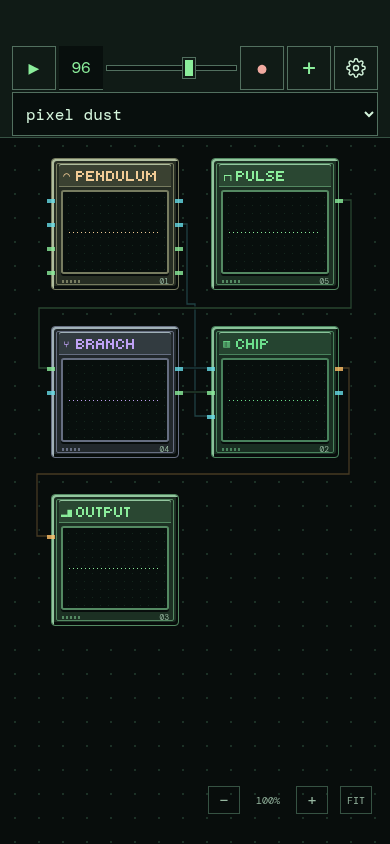 96
pixel dust
PENDULUM
PULSE
01
05
BRANCH
CHIP
04
02
OUTPUT
03
100%
FIT